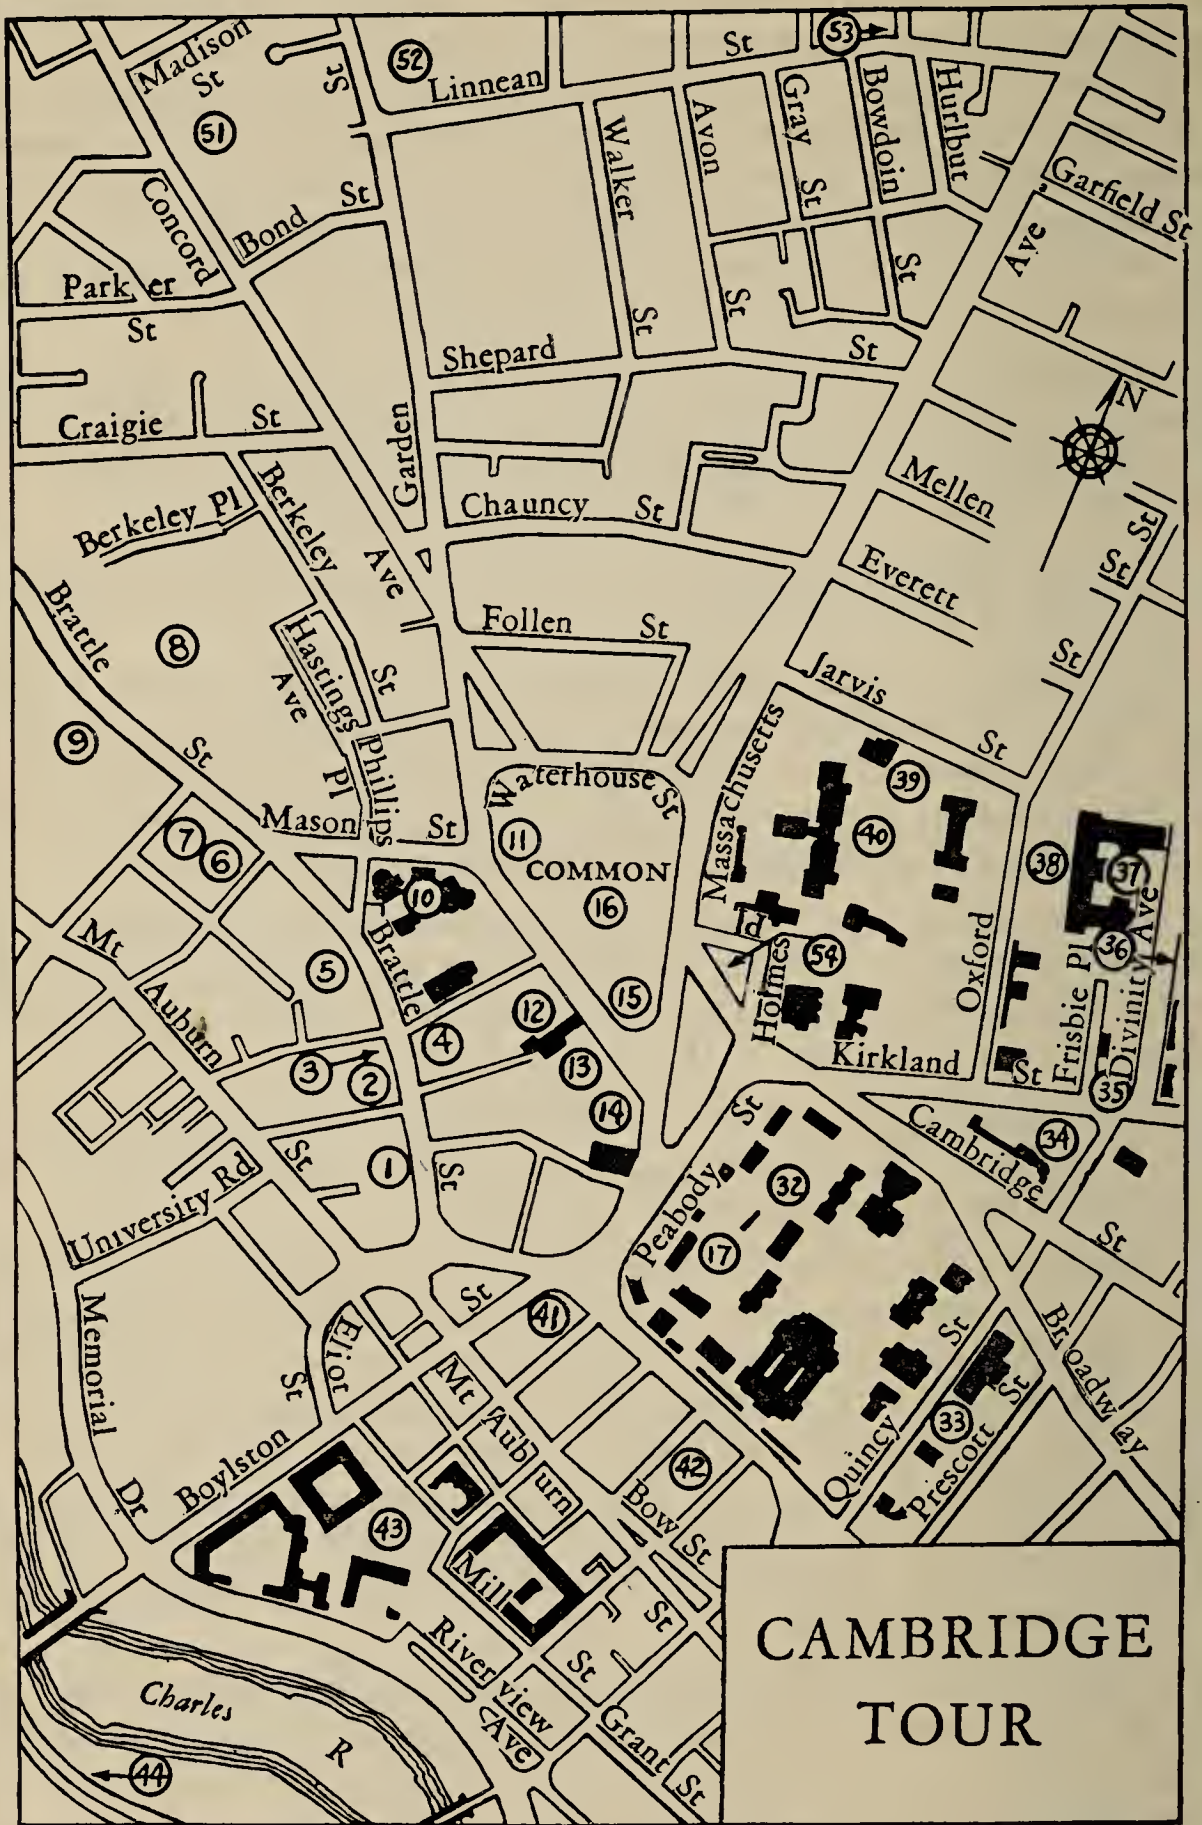 53
St
Madison
St
St
52
Linnean
51
Gray
St
Bowdoin
St
Hurlbut
Avon
St
Walker
St
Garfield St
Concord
St
Bond
Ave
Parker
St
Shepard
St
N
Craigie
St
Garden
Mellen
St
Berkeley Pl
Berkeley
St
Ave
Chauncy
St
Everett
St
Brattle
St
8
Hastings
Ave
Follen
St
Jarvis
St
9
Phillips
Pl
Waterhouse St
Massachusetts
39
Mason
St
7
6
11
COMMON
16
40
38
37
10
Mt
Auburn
St
5
Brattle
St
12
15
Holmes
Pl
54
Oxford
St
Frisbie Pl
36
Divinity Ave
4
3
2
13
14
Kirkland
St
35
St
Peabody
Cambridge
St
34
1
32
17
University Rd
St
41
Broadway
Memorial
Dr
Eliot
St
Mt
Auburn
St
Quincy
St
33
Prescott
St
42
Bow
St
Boylston
43
Mill
St
Riverview
Ave
Grant
St
Charles
R
44
CAMBRIDGE
TOUR